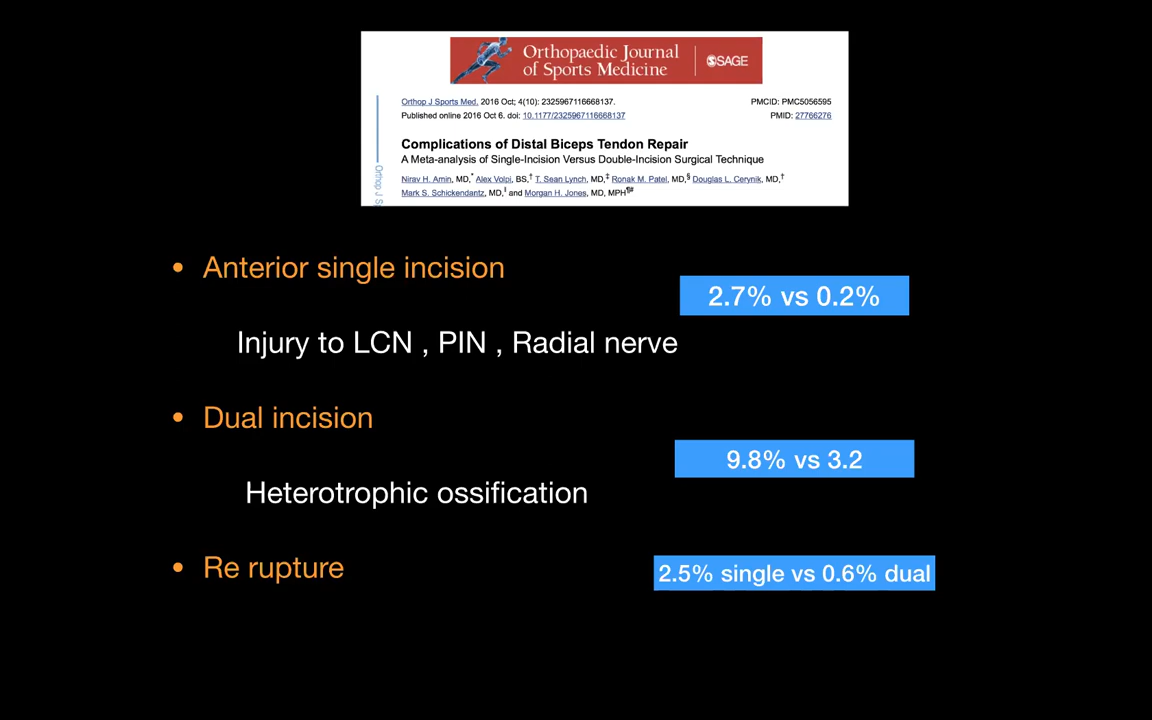 Orthopaedic Journal
of Sports Medicine
SAGE
Orthop J Sports Med. 2016 Oct; 4(10): 2325967116668137.
PMCID: PMC5056595
Published online 2016 Oct 6. doi: 10.1177/2325967116668137
PMID: 27766276
Complications of Distal Biceps Tendon Repair
A Meta-analysis of Single-Incision Versus Double-Incision Surgical Technique
Nirav H. Amin, MD,* Alex Volpi, BS,† T. Sean Lynch, MD,‡ Ronak M. Patel, MD,§ Douglas L. Cerynik, MD,†
Mark S. Schickendantz, MD,‖ and Morgan H. Jones, MD, MPH¶#
Orthop J S
• Anterior single incision
2.7% vs 0.2%
Injury to LCN , PIN , Radial nerve
• Dual incision
9.8% vs 3.2
Heterotrophic ossification
• Re rupture
2.5% single vs 0.6% dual